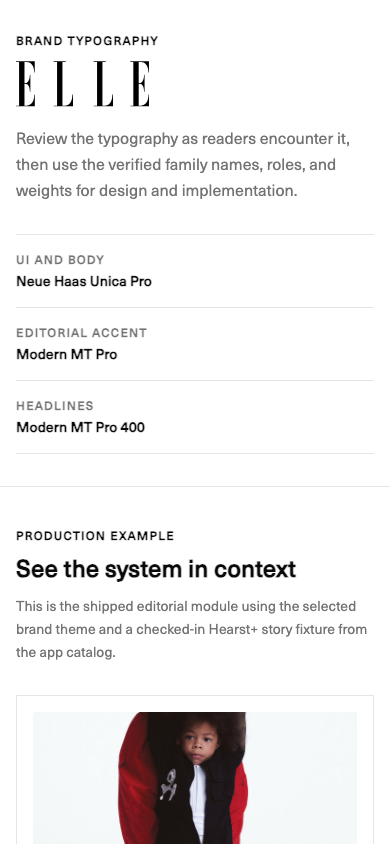 BRAND TYPOGRAPHY
ELLE
Review the typography as readers encounter it,
then use the verified family names, roles, and
weights for design and implementation.
UI AND BODY
Neue Haas Unica Pro
EDITORIAL ACCENT
Modern MT Pro
HEADLINES
Modern MT Pro 400
PRODUCTION EXAMPLE
See the system in context
This is the shipped editorial module using the selected
brand theme and a checked-in Hearst+ story fixture from
the app catalog.